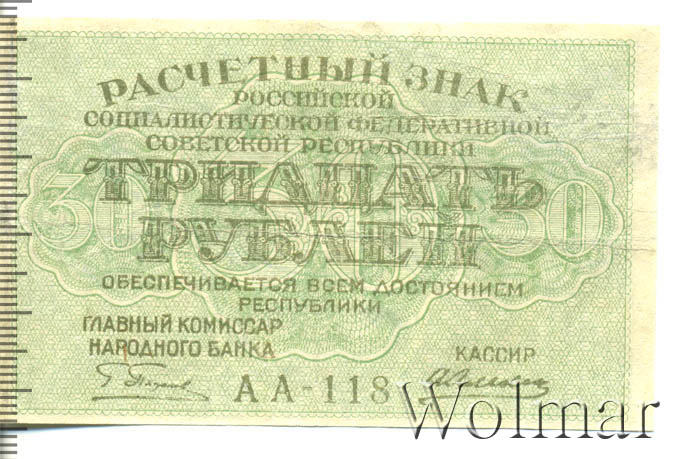 РАСЧЕТНЫЙ ЗНАК
РОССИЙСКОЙ
СОЦИАЛИСТИЧЕСКОЙ ФЕДЕРАТИВНОЙ
СОВЕТСКОЙ РЕСПУБЛИКИ
30 ТРИДЦАТЬ 30
РУБЛЕЙ
ОБЕСПЕЧИВАЕТСЯ ВСЕМ ДОСТОЯНИЕМ
РЕСПУБЛИКИ
ГЛАВНЫЙ КОМИССАР
НАРОДНОГО БАНКА
КАССИР
АА-118
Wolmar